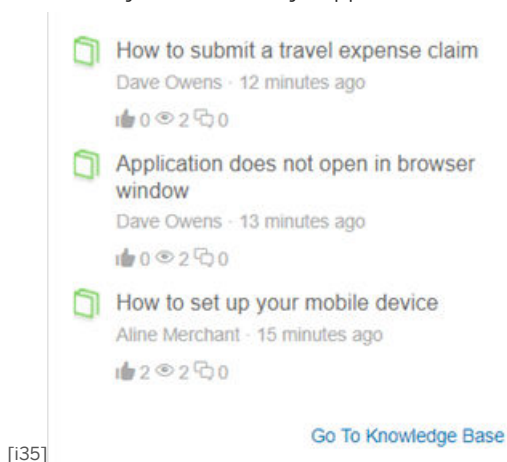 How to submit a travel expense claim
Dave Owens · 12 minutes ago
0 2 0
Application does not open in browser
window
Dave Owens · 13 minutes ago
0 2 0
How to set up your mobile device
Aline Merchant · 15 minutes ago
2 2 0
Go To Knowledge Base
[i35]